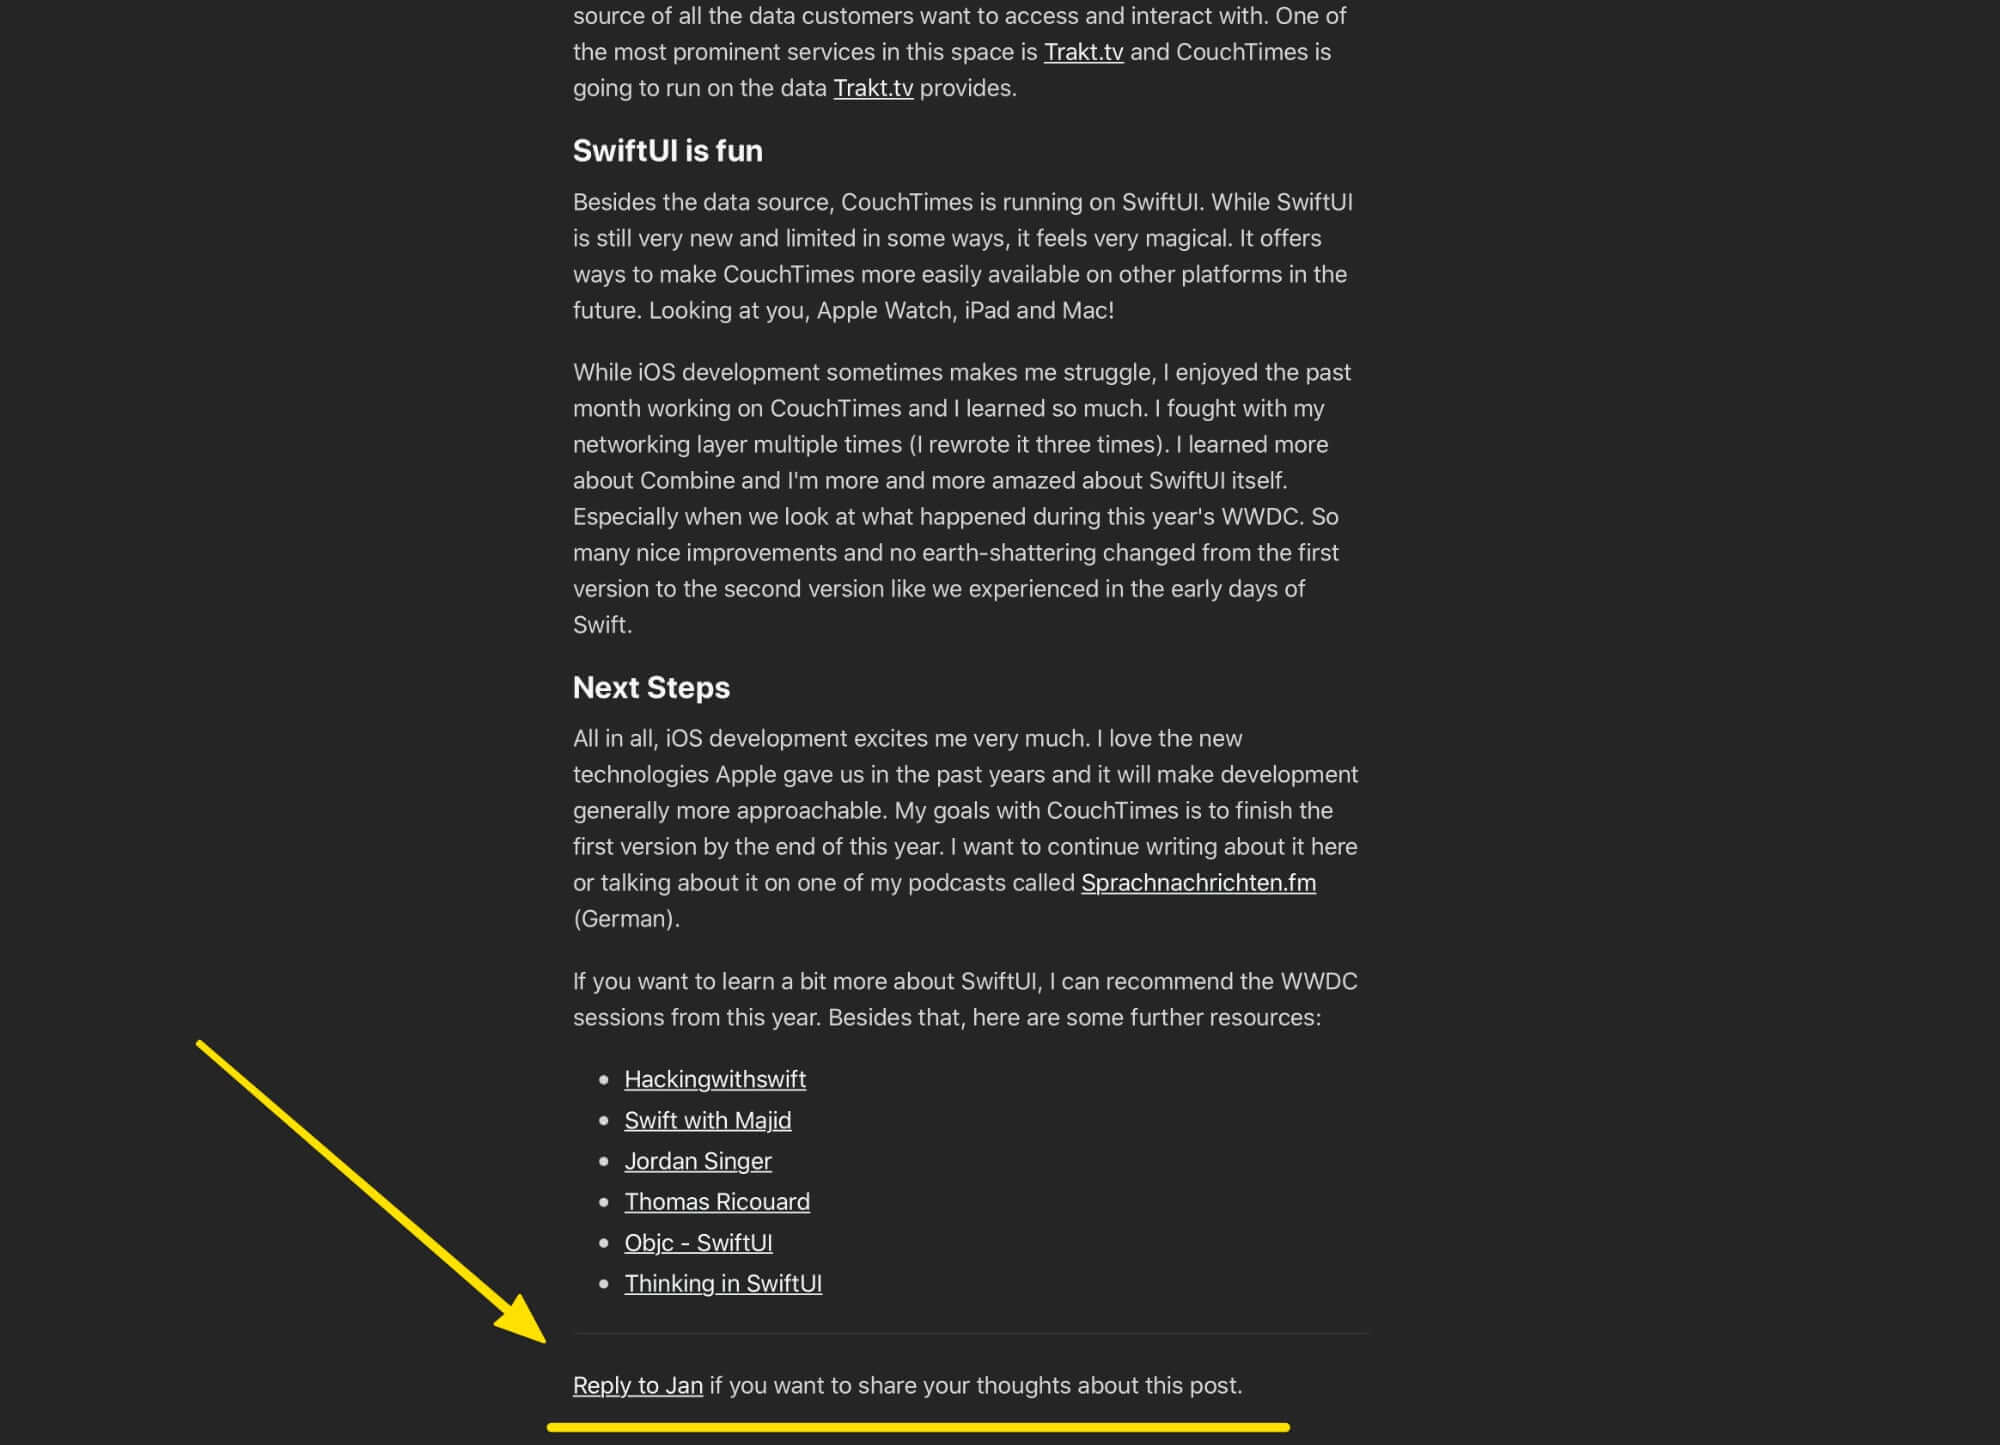 source of all the data customers want to access and interact with. One of
the most prominent services in this space is Trakt.tv and CouchTimes is
going to run on the data Trakt.tv provides.
SwiftUI is fun
Besides the data source, CouchTimes is running on SwiftUI. While SwiftUI
is still very new and limited in some ways, it feels very magical. It offers
ways to make CouchTimes more easily available on other platforms in the
future. Looking at you, Apple Watch, iPad and Mac!
While iOS development sometimes makes me struggle, I enjoyed the past
month working on CouchTimes and I learned so much. I fought with my
networking layer multiple times (I rewrote it three times). I learned more
about Combine and I'm more and more amazed about SwiftUI itself.
Especially when we look at what happened during this year's WWDC. So
many nice improvements and no earth-shattering changed from the first
version to the second version like we experienced in the early days of
Swift.
Next Steps
All in all, iOS development excites me very much. I love the new
technologies Apple gave us in the past years and it will make development
generally more approachable. My goals with CouchTimes is to finish the
first version by the end of this year. I want to continue writing about it here
or talking about it on one of my podcasts called Sprachnachrichten.fm
(German).
If you want to learn a bit more about SwiftUI, I can recommend the WWDC
sessions from this year. Besides that, here are some further resources:
• Hackingwithswift
• Swift with Majid
• Jordan Singer
• Thomas Ricouard
• Objc - SwiftUI
• Thinking in SwiftUI
Reply to Jan if you want to share your thoughts about this post.